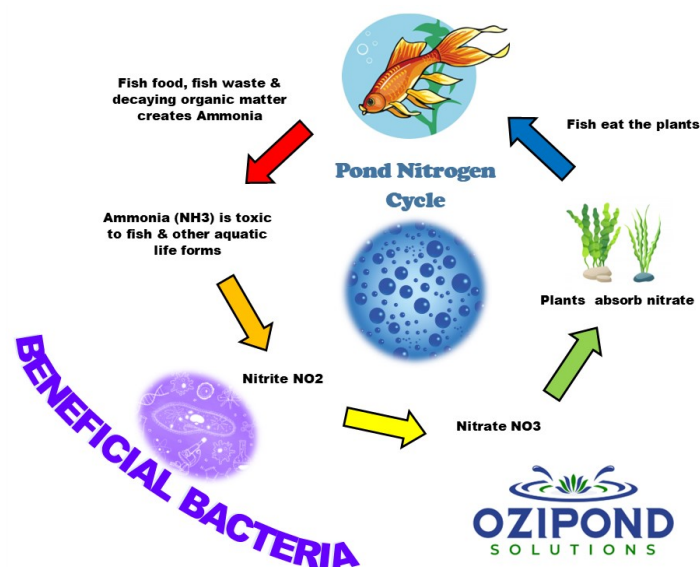 Fish food, fish waste &
decaying organic matter
creates Ammonia
Fish eat the plants
Pond Nitrogen
Cycle
Ammonia (NH3) is toxic
to fish & other aquatic
life forms
Plants absorb nitrate
Nitrite NO2
Nitrate NO3
BENEFICIAL BACTERIA
OZIPOND
SOLUTIONS